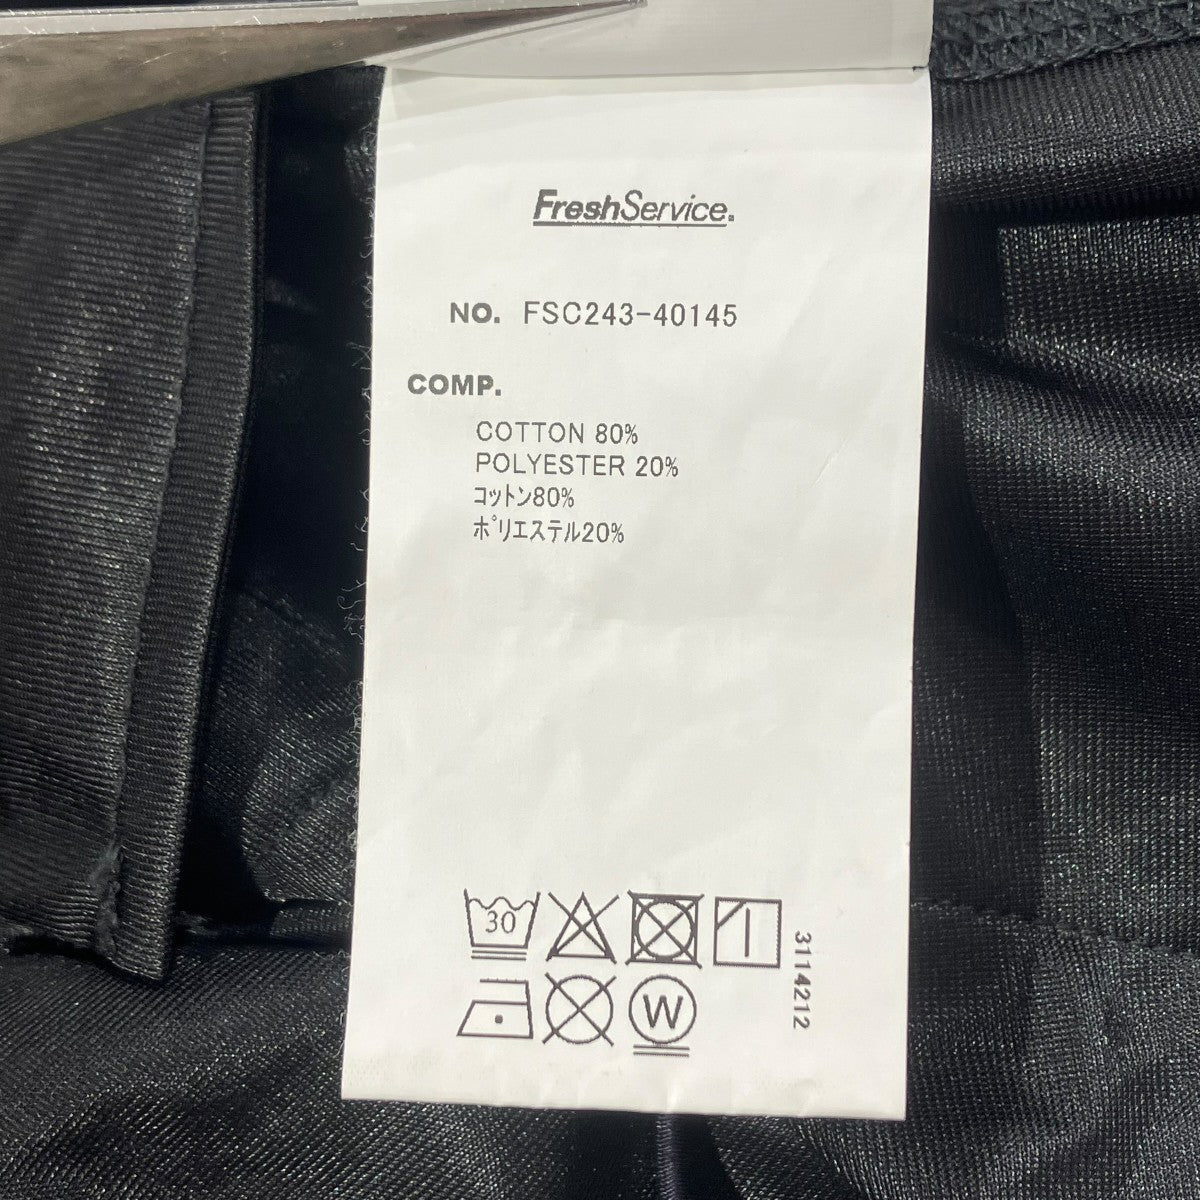 FreshService.
NO. FSC243-40145
COMP.
COTTON 80%
POLYESTER 20%
コットン80%
ポリエステル20%
30
W
3114212